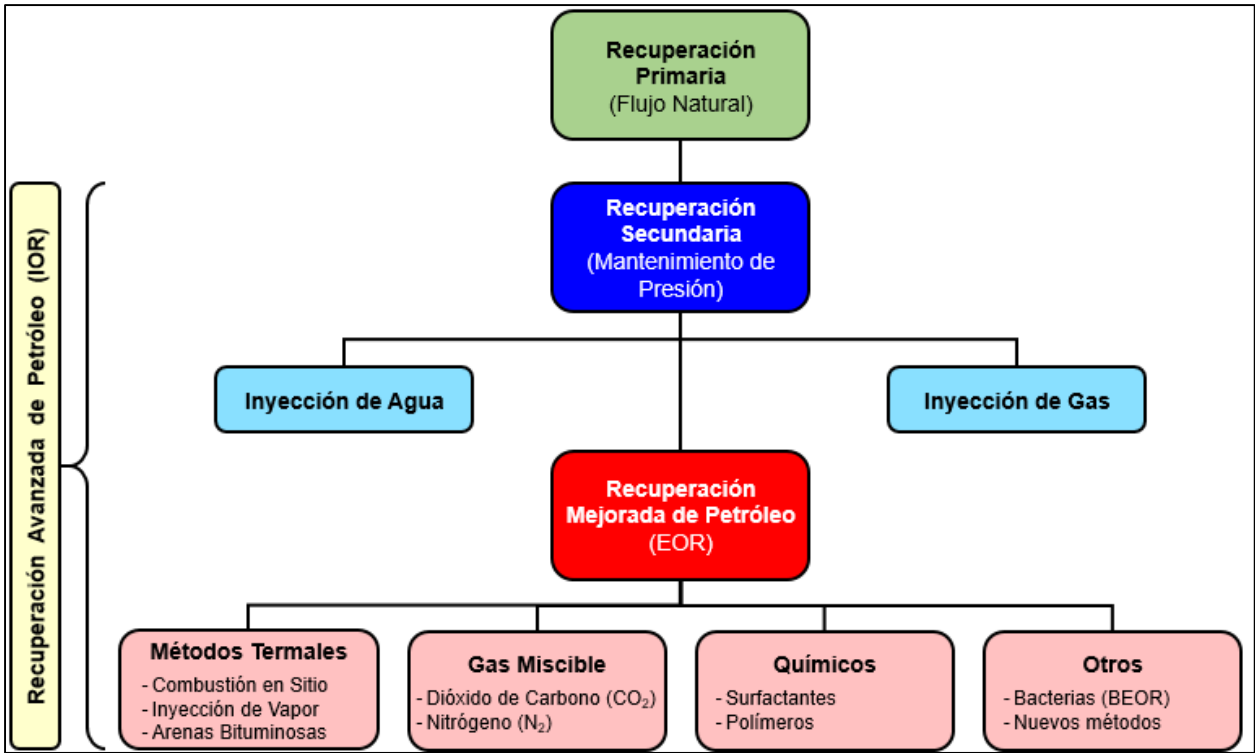 Recuperación
Primaria
(Flujo Natural)
Recuperación Avanzada de Petróleo (IOR)
Recuperación
Secundaria
(Mantenimiento de
Presión)
Inyección de Agua
Inyección de Gas
Recuperación
Mejorada de Petróleo
(EOR)
Métodos Termales
- Combustión en Sitio
- Inyección de Vapor
- Arenas Bituminosas
Gas Miscible
- Dióxido de Carbono (CO₂)
- Nitrógeno (N₂)
Químicos
- Surfactantes
- Polímeros
Otros
- Bacterias (BEOR)
- Nuevos métodos